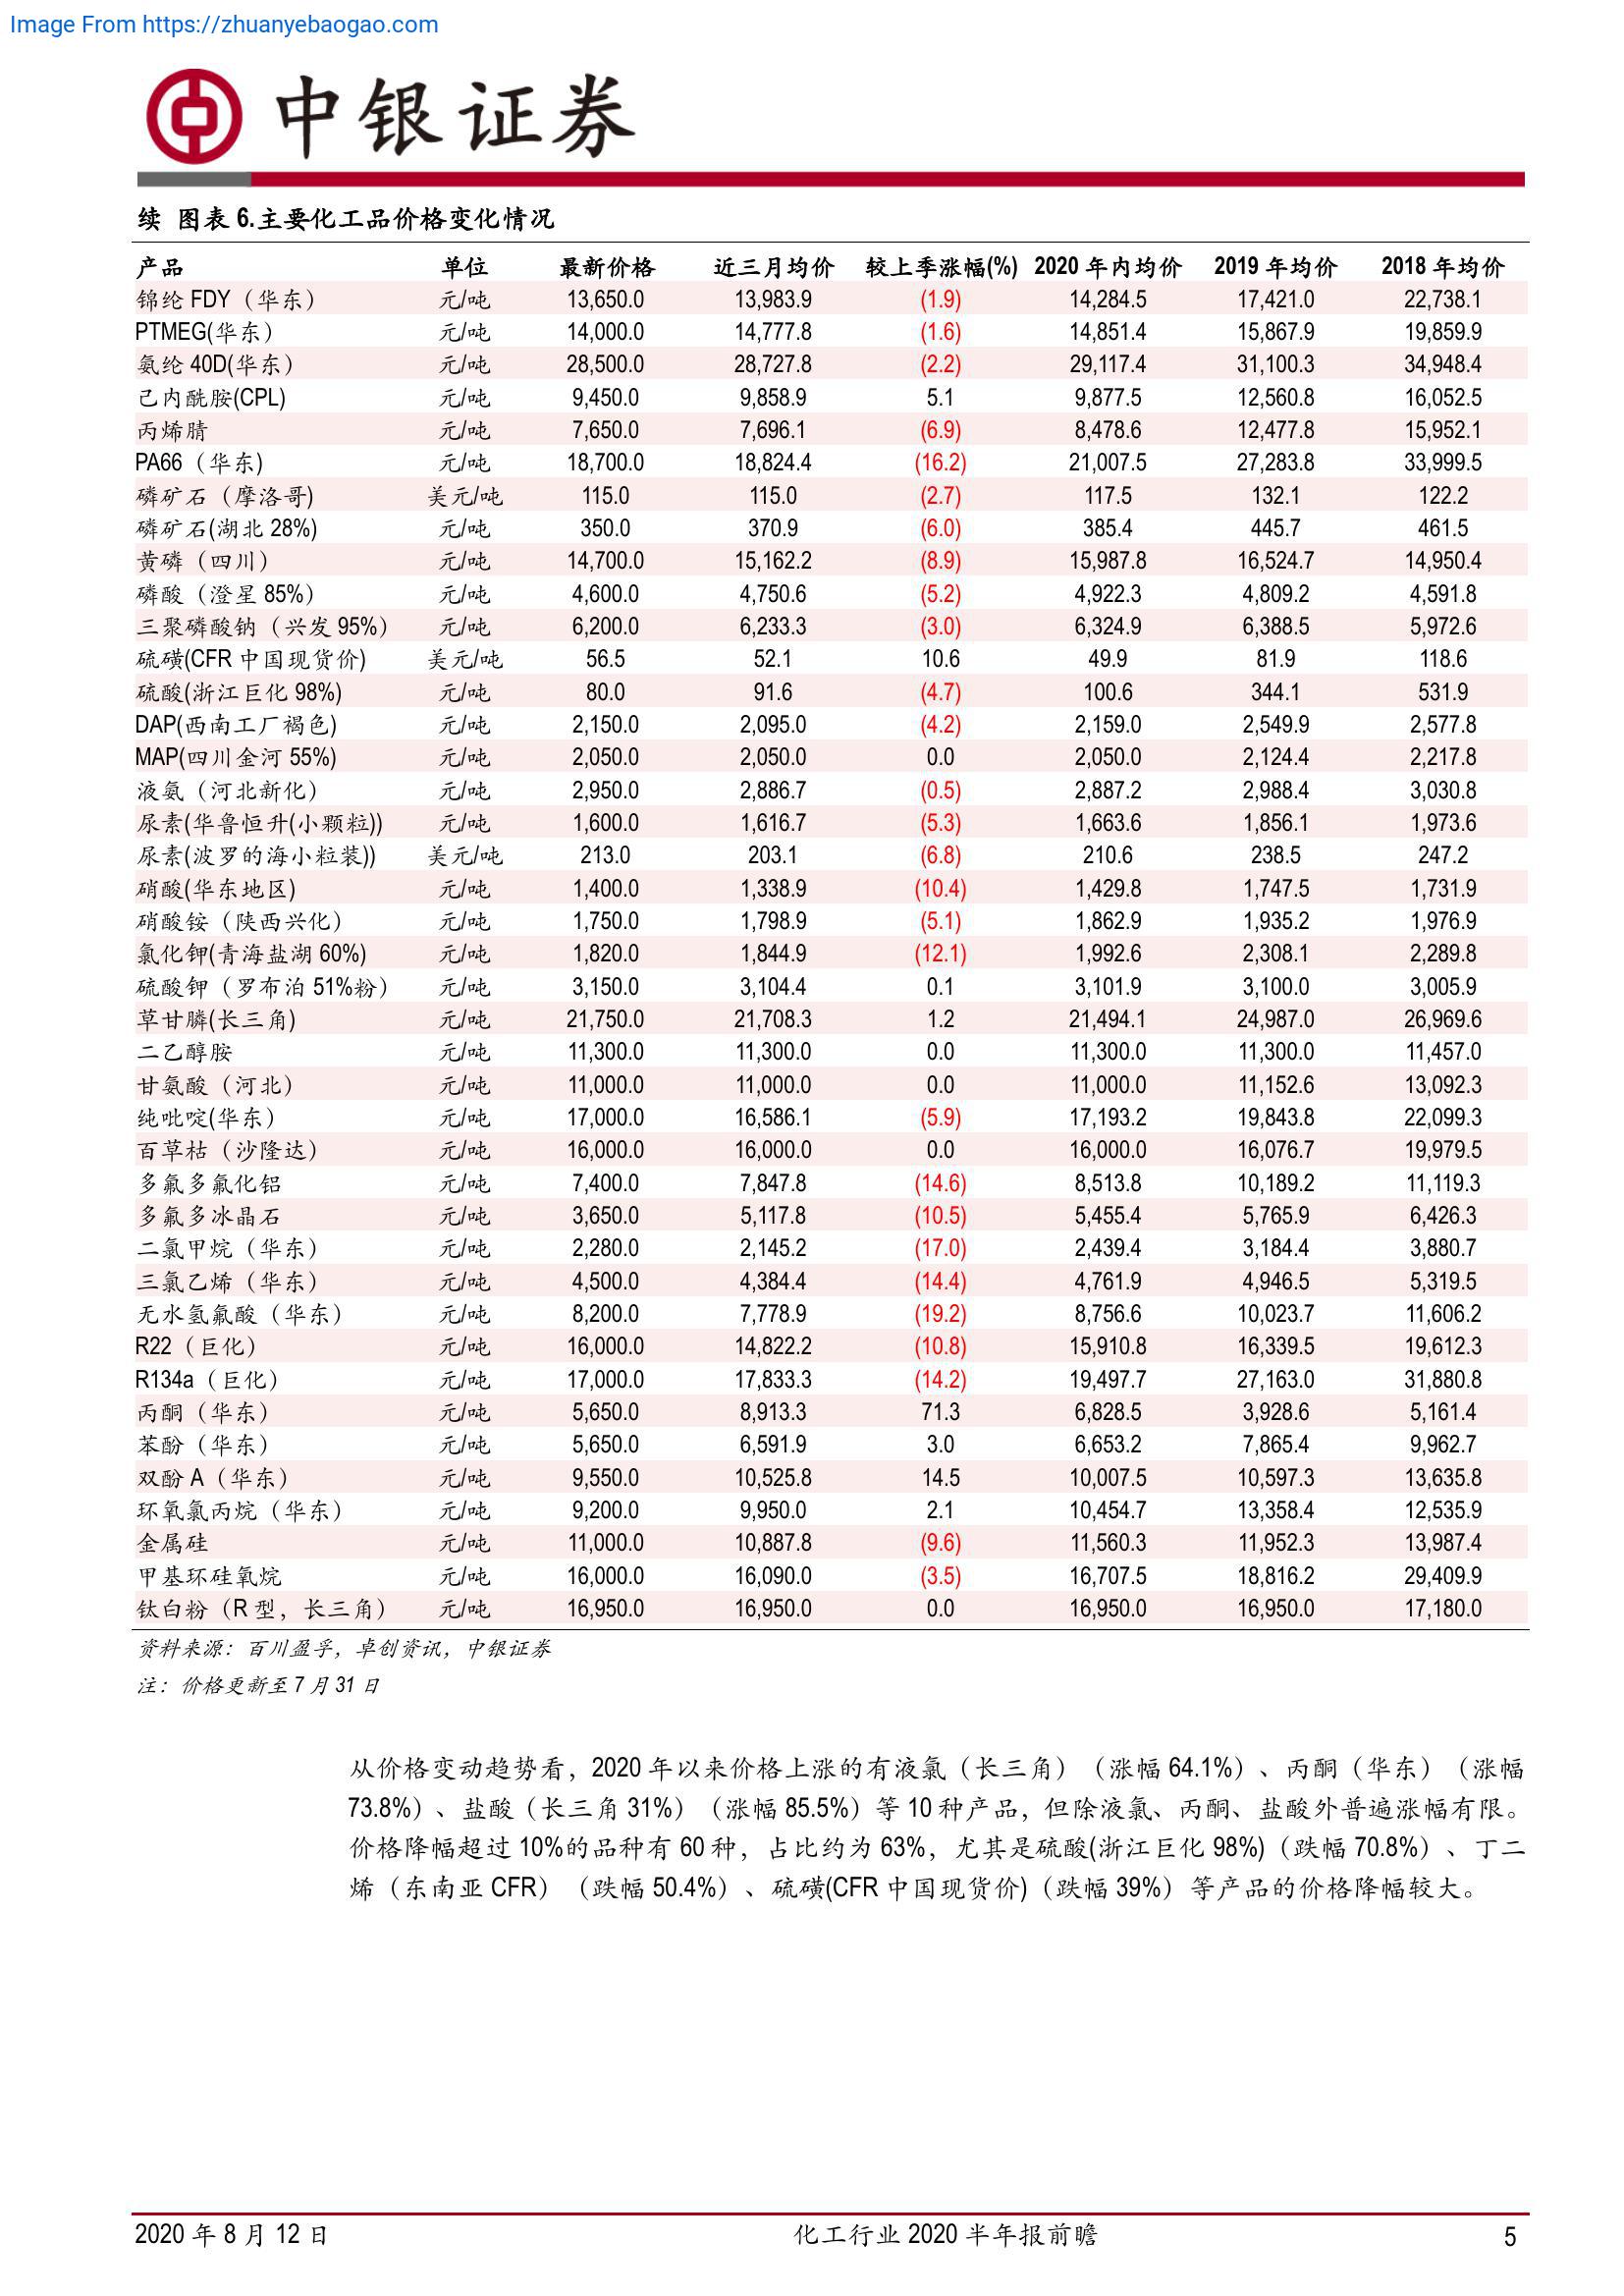 Image From https://zhuanyebaogao.com
中银证券
续 图表 6.主要化工品价格变化情况
产品 单位 最新价格 近三月均价 较上季涨幅(%) 2020 年内均价 2019 年均价 2018 年均价
锦纶 FDY（华东） 元/吨 13,650.0 13,983.9 (1.9) 14,284.5 17,421.0 22,738.1
PTMEG(华东） 元/吨 14,000.0 14,777.8 (1.6) 14,851.4 15,867.9 19,859.9
氨纶 40D(华东） 元/吨 28,500.0 28,727.8 (2.2) 29,117.4 31,100.3 34,948.4
己内酰胺(CPL) 元/吨 9,450.0 9,858.9 5.1 9,877.5 12,560.8 16,052.5
丙烯腈 元/吨 7,650.0 7,696.1 (6.9) 8,478.6 12,477.8 15,952.1
PA66（华东) 元/吨 18,700.0 18,824.4 (16.2) 21,007.5 27,283.8 33,999.5
磷矿石（摩洛哥) 美元/吨 115.0 115.0 (2.7) 117.5 132.1 122.2
磷矿石(湖北 28%) 元/吨 350.0 370.9 (6.0) 385.4 445.7 461.5
黄磷（四川） 元/吨 14,700.0 15,162.2 (8.9) 15,987.8 16,524.7 14,950.4
磷酸（澄星 85%） 元/吨 4,600.0 4,750.6 (5.2) 4,922.3 4,809.2 4,591.8
三聚磷酸钠（兴发 95%） 元/吨 6,200.0 6,233.3 (3.0) 6,324.9 6,388.5 5,972.6
硫磺(CFR 中国现货价) 美元/吨 56.5 52.1 10.6 49.9 81.9 118.6
硫酸(浙江巨化 98%) 元/吨 80.0 91.6 (4.7) 100.6 344.1 531.9
DAP(西南工厂褐色) 元/吨 2,150.0 2,095.0 (4.2) 2,159.0 2,549.9 2,577.8
MAP(四川金河 55%) 元/吨 2,050.0 2,050.0 0.0 2,050.0 2,124.4 2,217.8
液氨（河北新化） 元/吨 2,950.0 2,886.7 (0.5) 2,887.2 2,988.4 3,030.8
尿素(华鲁恒升(小颗粒)) 元/吨 1,600.0 1,616.7 (5.3) 1,663.6 1,856.1 1,973.6
尿素(波罗的海小粒装)) 美元/吨 213.0 203.1 (6.8) 210.6 238.5 247.2
硝酸(华东地区) 元/吨 1,400.0 1,338.9 (10.4) 1,429.8 1,747.5 1,731.9
硝酸铵（陕西兴化） 元/吨 1,750.0 1,798.9 (5.1) 1,862.9 1,935.2 1,976.9
氯化钾(青海盐湖 60%) 元/吨 1,820.0 1,844.9 (12.1) 1,992.6 2,308.1 2,289.8
硫酸钾（罗布泊 51%粉） 元/吨 3,150.0 3,104.4 0.1 3,101.9 3,100.0 3,005.9
草甘膦(长三角) 元/吨 21,750.0 21,708.3 1.2 21,494.1 24,987.0 26,969.6
二乙醇胺 元/吨 11,300.0 11,300.0 0.0 11,300.0 11,300.0 11,457.0
甘氨酸（河北） 元/吨 11,000.0 11,000.0 0.0 11,000.0 11,152.6 13,092.3
纯吡啶(华东） 元/吨 17,000.0 16,586.1 (5.9) 17,193.2 19,843.8 22,099.3
百草枯（沙隆达） 元/吨 16,000.0 16,000.0 0.0 16,000.0 16,076.7 19,979.5
多氟多氟化铝 元/吨 7,400.0 7,847.8 (14.6) 8,513.8 10,189.2 11,119.3
多氟多冰晶石 元/吨 3,650.0 5,117.8 (10.5) 5,455.4 5,765.9 6,426.3
二氯甲烷（华东） 元/吨 2,280.0 2,145.2 (17.0) 2,439.4 3,184.4 3,880.7
三氯乙烯（华东） 元/吨 4,500.0 4,384.4 (14.4) 4,761.9 4,946.5 5,319.5
无水氢氟酸（华东） 元/吨 8,200.0 7,778.9 (19.2) 8,756.6 10,023.7 11,606.2
R22（巨化） 元/吨 16,000.0 14,822.2 (10.8) 15,910.8 16,339.5 19,612.3
R134a（巨化） 元/吨 17,000.0 17,833.3 (14.2) 19,497.7 27,163.0 31,880.8
丙酮（华东） 元/吨 5,650.0 8,913.3 71.3 6,828.5 3,928.6 5,161.4
苯酚（华东） 元/吨 5,650.0 6,591.9 3.0 6,653.2 7,865.4 9,962.7
双酚 A（华东） 元/吨 9,550.0 10,525.8 14.5 10,007.5 10,597.3 13,635.8
环氧氯丙烷（华东） 元/吨 9,200.0 9,950.0 2.1 10,454.7 13,358.4 12,535.9
金属硅 元/吨 11,000.0 10,887.8 (9.6) 11,560.3 11,952.3 13,987.4
甲基环硅氧烷 元/吨 16,000.0 16,090.0 (3.5) 16,707.5 18,816.2 29,409.9
钛白粉（R 型，长三角） 元/吨 16,950.0 16,950.0 0.0 16,950.0 16,950.0 17,180.0
资料来源：百川盈孚，卓创资讯，中银证券
注：价格更新至 7 月 31 日
从价格变动趋势看，2020 年以来价格上涨的有液氯（长三角）（涨幅 64.1%）、丙酮（华东）（涨幅
73.8%）、盐酸（长三角 31%）（涨幅 85.5%）等 10 种产品，但除液氯、丙酮、盐酸外普遍涨幅有限。
价格降幅超过 10%的品种有 60 种，占比约为 63%，尤其是硫酸(浙江巨化 98%)（跌幅 70.8%）、丁二
烯（东南亚 CFR）（跌幅 50.4%）、硫磺(CFR 中国现货价)（跌幅 39%）等产品的价格降幅较大。
2020 年 8 月 12 日 化工行业 2020 半年报前瞻 5